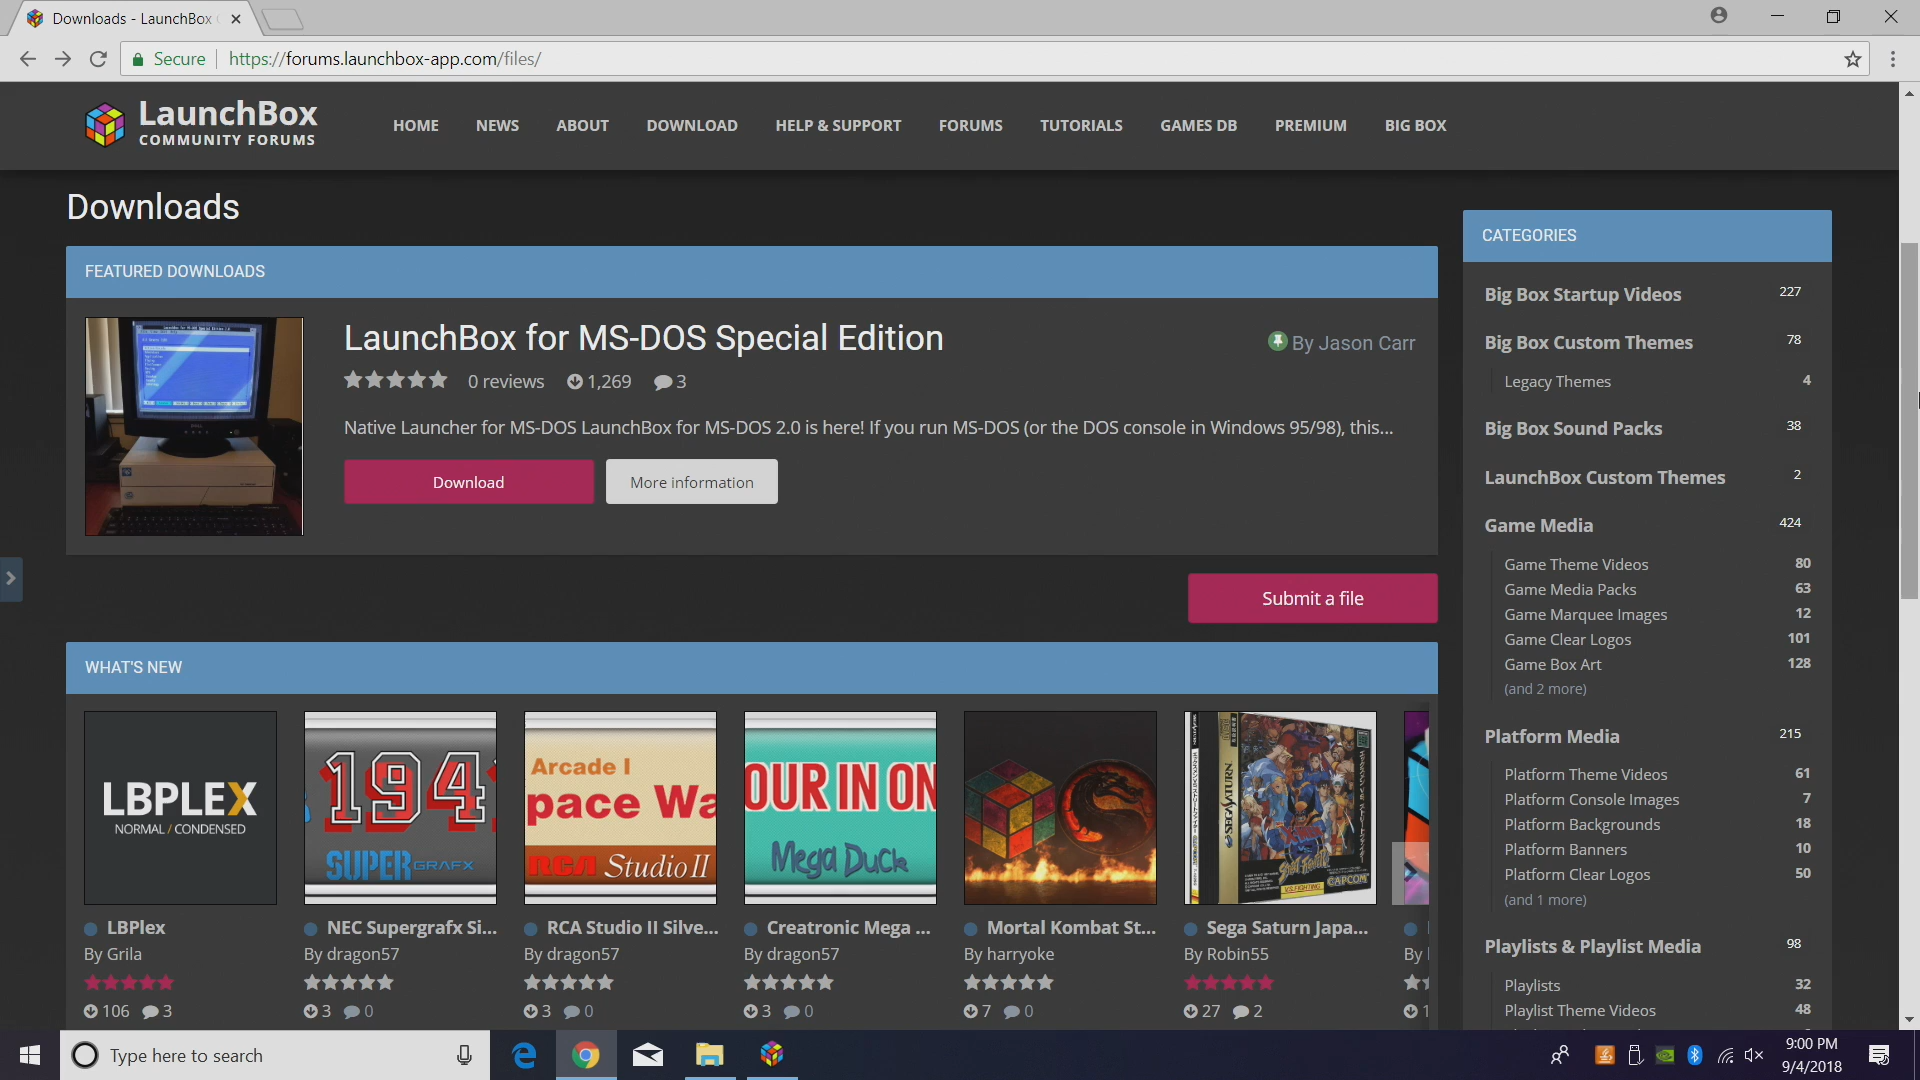 Downloads - LaunchBox
Secure
https://forums.launchbox-app.com/files/
LaunchBox
COMMUNITY FORUMS
HOME
NEWS
ABOUT
DOWNLOAD
HELP & SUPPORT
FORUMS
TUTORIALS
GAMES DB
PREMIUM
BIG BOX
Downloads
FEATURED DOWNLOADS
LaunchBox for MS-DOS Special Edition
By Jason Carr
0 reviews 1,269 3
Native Launcher for MS-DOS LaunchBox for MS-DOS 2.0 is here! If you run MS-DOS (or the DOS console in Windows 95/98), this...
Download
More information
Submit a file
WHAT'S NEW
LBPLEX
NORMAL / CONDENSED
LBPlex
By Grila
106 3
194
SUPER GRAFX
NEC Supergrafx Si...
By dragon57
3 0
Arcade I
pace Wa
RCA Studio II
RCA Studio II Silve...
By dragon57
3 0
OUR IN ON
Mega Duck
Creatronic Mega ...
By dragon57
3 0
Mortal Kombat St...
By harryoke
7 0
SEGA SATURN
CAPCOM
Sega Saturn Japa...
By Robin55
27 2
By
1
CATEGORIES
Big Box Startup Videos 227
Big Box Custom Themes 78
Legacy Themes 4
Big Box Sound Packs 38
LaunchBox Custom Themes 2
Game Media 424
Game Theme Videos 80
Game Media Packs 63
Game Marquee Images 12
Game Clear Logos 101
Game Box Art 128
(and 2 more)
Platform Media 215
Platform Theme Videos 61
Platform Console Images 7
Platform Backgrounds 18
Platform Banners 10
Platform Clear Logos 50
(and 1 more)
Playlists & Playlist Media 98
Playlists 32
Playlist Theme Videos 48
Type here to search
9:00 PM
9/4/2018